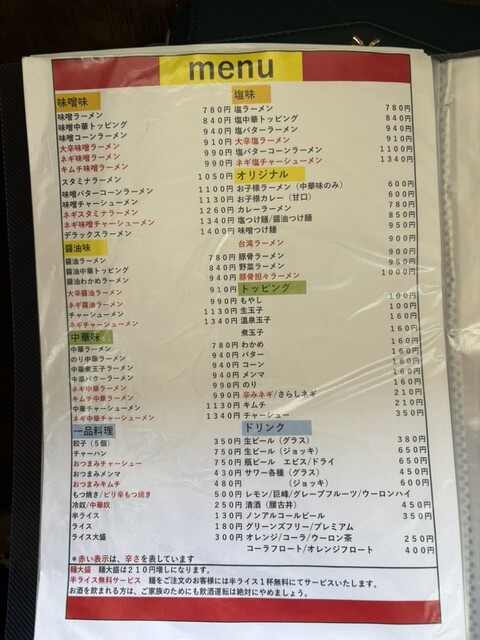 menu
味噌味
味噌ラーメン 780円
味噌中華トッピング 840円
味噌コーンラーメン 940円
大辛味噌ラーメン 910円
ネギ味噌ラーメン 990円
キムチ味噌ラーメン 990円
スタミナラーメン 1050円
味噌バターコーンラーメン 1100円
味噌チャーシューメン 1130円
ネギスタミナラーメン 1260円
ネギ味噌チャーシューメン 1340円
デラックスラーメン 1400円
醤油味
醤油ラーメン 780円
醤油中華トッピング 840円
醤油わかめラーメン 940円
大辛醤油ラーメン 910円
ネギ醤油ラーメン 990円
チャーシューメン 1130円
ネギチャーシューメン 1340円
中華味
中華ラーメン 780円
のり中華ラーメン 940円
中華煮玉子ラーメン 940円
中華バターラーメン 940円
ネギ中華ラーメン 990円
キムチ中華ラーメン 990円
中華チャーシューメン 1130円
ネギ中華チャーシューメン 1340円
一品料理
餃子（5個） 350円
チャーハン 750円
おつまみチャーシュー 750円
おつまみメンマ 430円
おつまみキムチ 480円
もつ焼き/ピリ辛もつ焼き 500円
冷奴/中華奴 250円
半ライス 130円
ライス 180円
ライス大盛 300円
塩味
塩ラーメン 780円
塩中華トッピング 840円
塩バターラーメン 940円
大辛塩ラーメン 910円
塩バターコーンラーメン 1100円
ネギ塩チャーシューメン 1340円
オリジナル
お子様ラーメン（中華味のみ） 600円
お子様カレー（甘口） 600円
カレーラーメン 780円
塩つけ麺/醤油つけ麺 850円
味噌つけ麺 950円
台湾ラーメン 900円
豚骨ラーメン 900円
野菜ラーメン 950円
豚骨担々ラーメン 1000円
トッピング
もやし 100円
生玉子 100円
温泉玉子 160円
煮玉子 160円
わかめ 160円
バター 160円
コーン 160円
メンマ 160円
のり 160円
辛みネギ/さらしネギ 210円
キムチ 210円
チャーシュー 350円
ドリンク
生ビール（グラス） 380円
生ビール（ジョッキ） 650円
瓶ビール エビス/ドライ 650円
サワー各種（グラス） 450円
（ジョッキ） 600円
レモン/巨峰/グレープフルーツ/ウーロンハイ
清酒（腰古井） 450円
ノンアルコールビール 350円
グリーンズフリー/プレミアム
オレンジ/コーラ/ウーロン茶 250円
コーラフロート/オレンジフロート 400円
＊赤い表示は、辛さを表しています
麺大盛 麺大盛は210円増しになります。
半ライス無料サービス 麺をご注文のお客様には半ライス1杯無料にてサービスいたします。
お酒を飲まれる方は、ご家族のためにも飲酒運転は絶対にやめましょう。